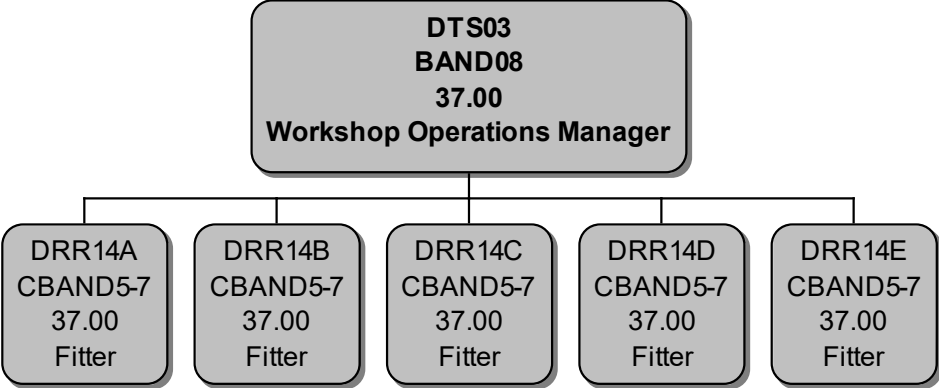 DTS03
BAND08
37.00
Workshop Operations Manager
DRR14A
CBAND5-7
37.00
Fitter
DRR14B
CBAND5-7
37.00
Fitter
DRR14C
CBAND5-7
37.00
Fitter
DRR14D
CBAND5-7
37.00
Fitter
DRR14E
CBAND5-7
37.00
Fitter